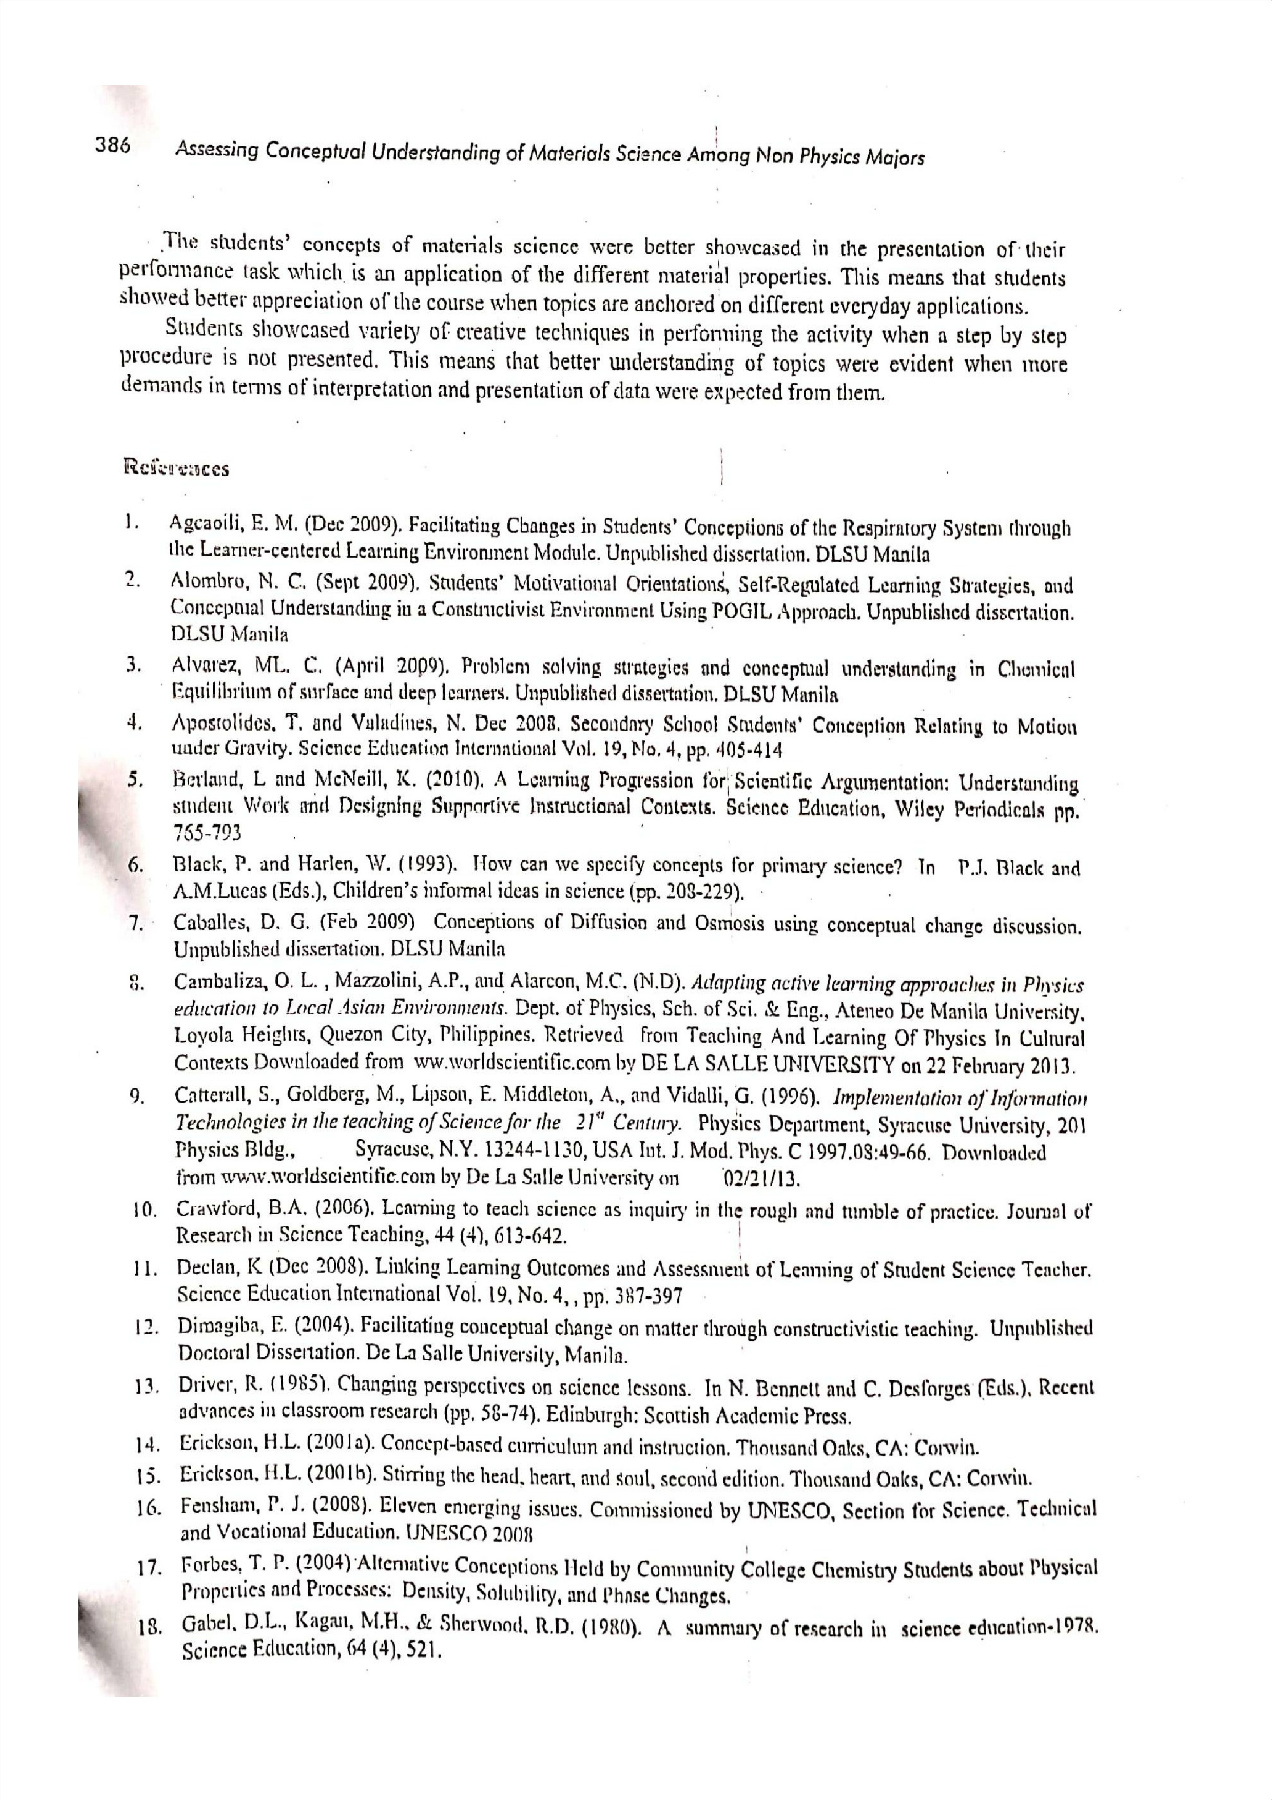 386 Assessing Conceptual Understanding of Materials Science Among Non Physics Majors
The students' concepts of materials science were better showcased in the presentation of their
performance task which is an application of the different material properties. This means that students
showed better appreciation of the course when topics are anchored on different everyday applications.
Students showcased variety of creative techniques in performing the activity when a step by step
procedure is not presented. This means that better understanding of topics were evident when more
demands in terms of interpretation and presentation of data were expected from them.
References
1. Agcaoili, E. M. (Dec 2009). Facilitating Changes in Students' Conceptions of the Respiratory System through
the Learner-centered Learning Environment Module. Unpublished dissertation. DLSU Manila
2. Alombro, N. C. (Sept 2009). Students' Motivational Orientations, Self-Regulated Learning Strategies, and
Conceptual Understanding in a Constructivist Environment Using POGIL Approach. Unpublished dissertation.
DLSU Manila
3. Alvarez, ML. C. (April 2009). Problem solving strategies and conceptual understanding in Chemical
Equilibrium of surface and deep learners. Unpublished dissertation. DLSU Manila
4. Apostolides, T. and Valadines, N. Dec 2008. Secondary School Students' Conception Relating to Motion
under Gravity. Science Education International Vol. 19, No. 4, pp. 405-414
5. Berland, L and McNeill, K. (2010). A Learning Progression for Scientific Argumentation: Understanding
student Work and Designing Supportive Instructional Contexts. Science Education, Wiley Periodicals pp.
765-793
6. Black, P. and Harlen, W. (1993). How can we specify concepts for primary science? In P.J. Black and
A.M.Lucas (Eds.), Children's informal ideas in science (pp. 208-229).
7. Caballes, D. G. (Feb 2009) Conceptions of Diffusion and Osmosis using conceptual change discussion.
Unpublished dissertation. DLSU Manila
8. Cambaliza, O. L. , Mazzolini, A.P., and Alarcon, M.C. (N.D). Adapting active learning approaches in Physics
education to Local Asian Environments. Dept. of Physics, Sch. of Sci. & Eng., Ateneo De Manila University,
Loyola Heights, Quezon City, Philippines. Retrieved from Teaching And Learning Of Physics In Cultural
Contexts Downloaded from ww.worldscientific.com by DE LA SALLE UNIVERSITY on 22 February 2013.
9. Catterall, S., Goldberg, M., Lipson, E. Middleton, A., and Vidalli, G. (1996). Implementation of Information
Technologies in the teaching of Science for the 21st Century. Physics Department, Syracuse University, 201
Physics Bldg., Syracuse, N.Y. 13244-1130, USA Int. J. Mod. Phys. C 1997.08:49-66. Downloaded
from www.worldscientific.com by De La Salle University on 02/21/13.
10. Crawford, B.A. (2006). Learning to teach science as inquiry in the rough and tumble of practice. Journal of
Research in Science Teaching, 44 (4), 613-642.
11. Declan, K (Dec 2008). Linking Learning Outcomes and Assessment of Learning of Student Science Teacher.
Science Education International Vol. 19, No. 4, , pp. 387-397
12. Dimagiba, E. (2004). Facilitating conceptual change on matter through constructivistic teaching. Unpublished
Doctoral Dissertation. De La Salle University, Manila.
13. Driver, R. (1985). Changing perspectives on science lessons. In N. Bennett and C. Desforges (Eds.), Recent
advances in classroom research (pp. 58-74). Edinburgh: Scottish Academic Press.
14. Erickson, H.L. (2001a). Concept-based curriculum and instruction. Thousand Oaks, CA: Corwin.
15. Erickson, H.L. (2001b). Stirring the head, heart, and soul, second edition. Thousand Oaks, CA: Corwin.
16. Fensham, P. J. (2008). Eleven emerging issues. Commissioned by UNESCO, Section for Science. Technical
and Vocational Education. UNESCO 2008
17. Forbes, T. P. (2004) Alternative Conceptions Held by Community College Chemistry Students about Physical
Properties and Processes: Density, Solubility, and Phase Changes.
18. Gabel, D.L., Kagan, M.H., & Sherwood, R.D. (1980). A summary of research in science education-1978.
Science Education, 64 (4), 521.